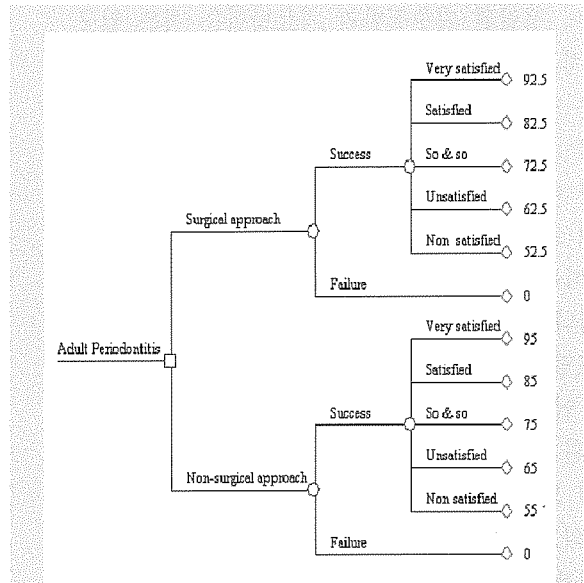 Very satisfied 92.5
Satisfied 82.5
Success So & so 72.5
Unsatisfied 62.5
Surgical approach
Non satisfied 52.5
Failure 0
Very satisfied 95
Adult Periodontitis
Satisfied 85
Success So & so 75
Unsatisfied 65
Non-surgical approach
Non satisfied 55
Failure 0